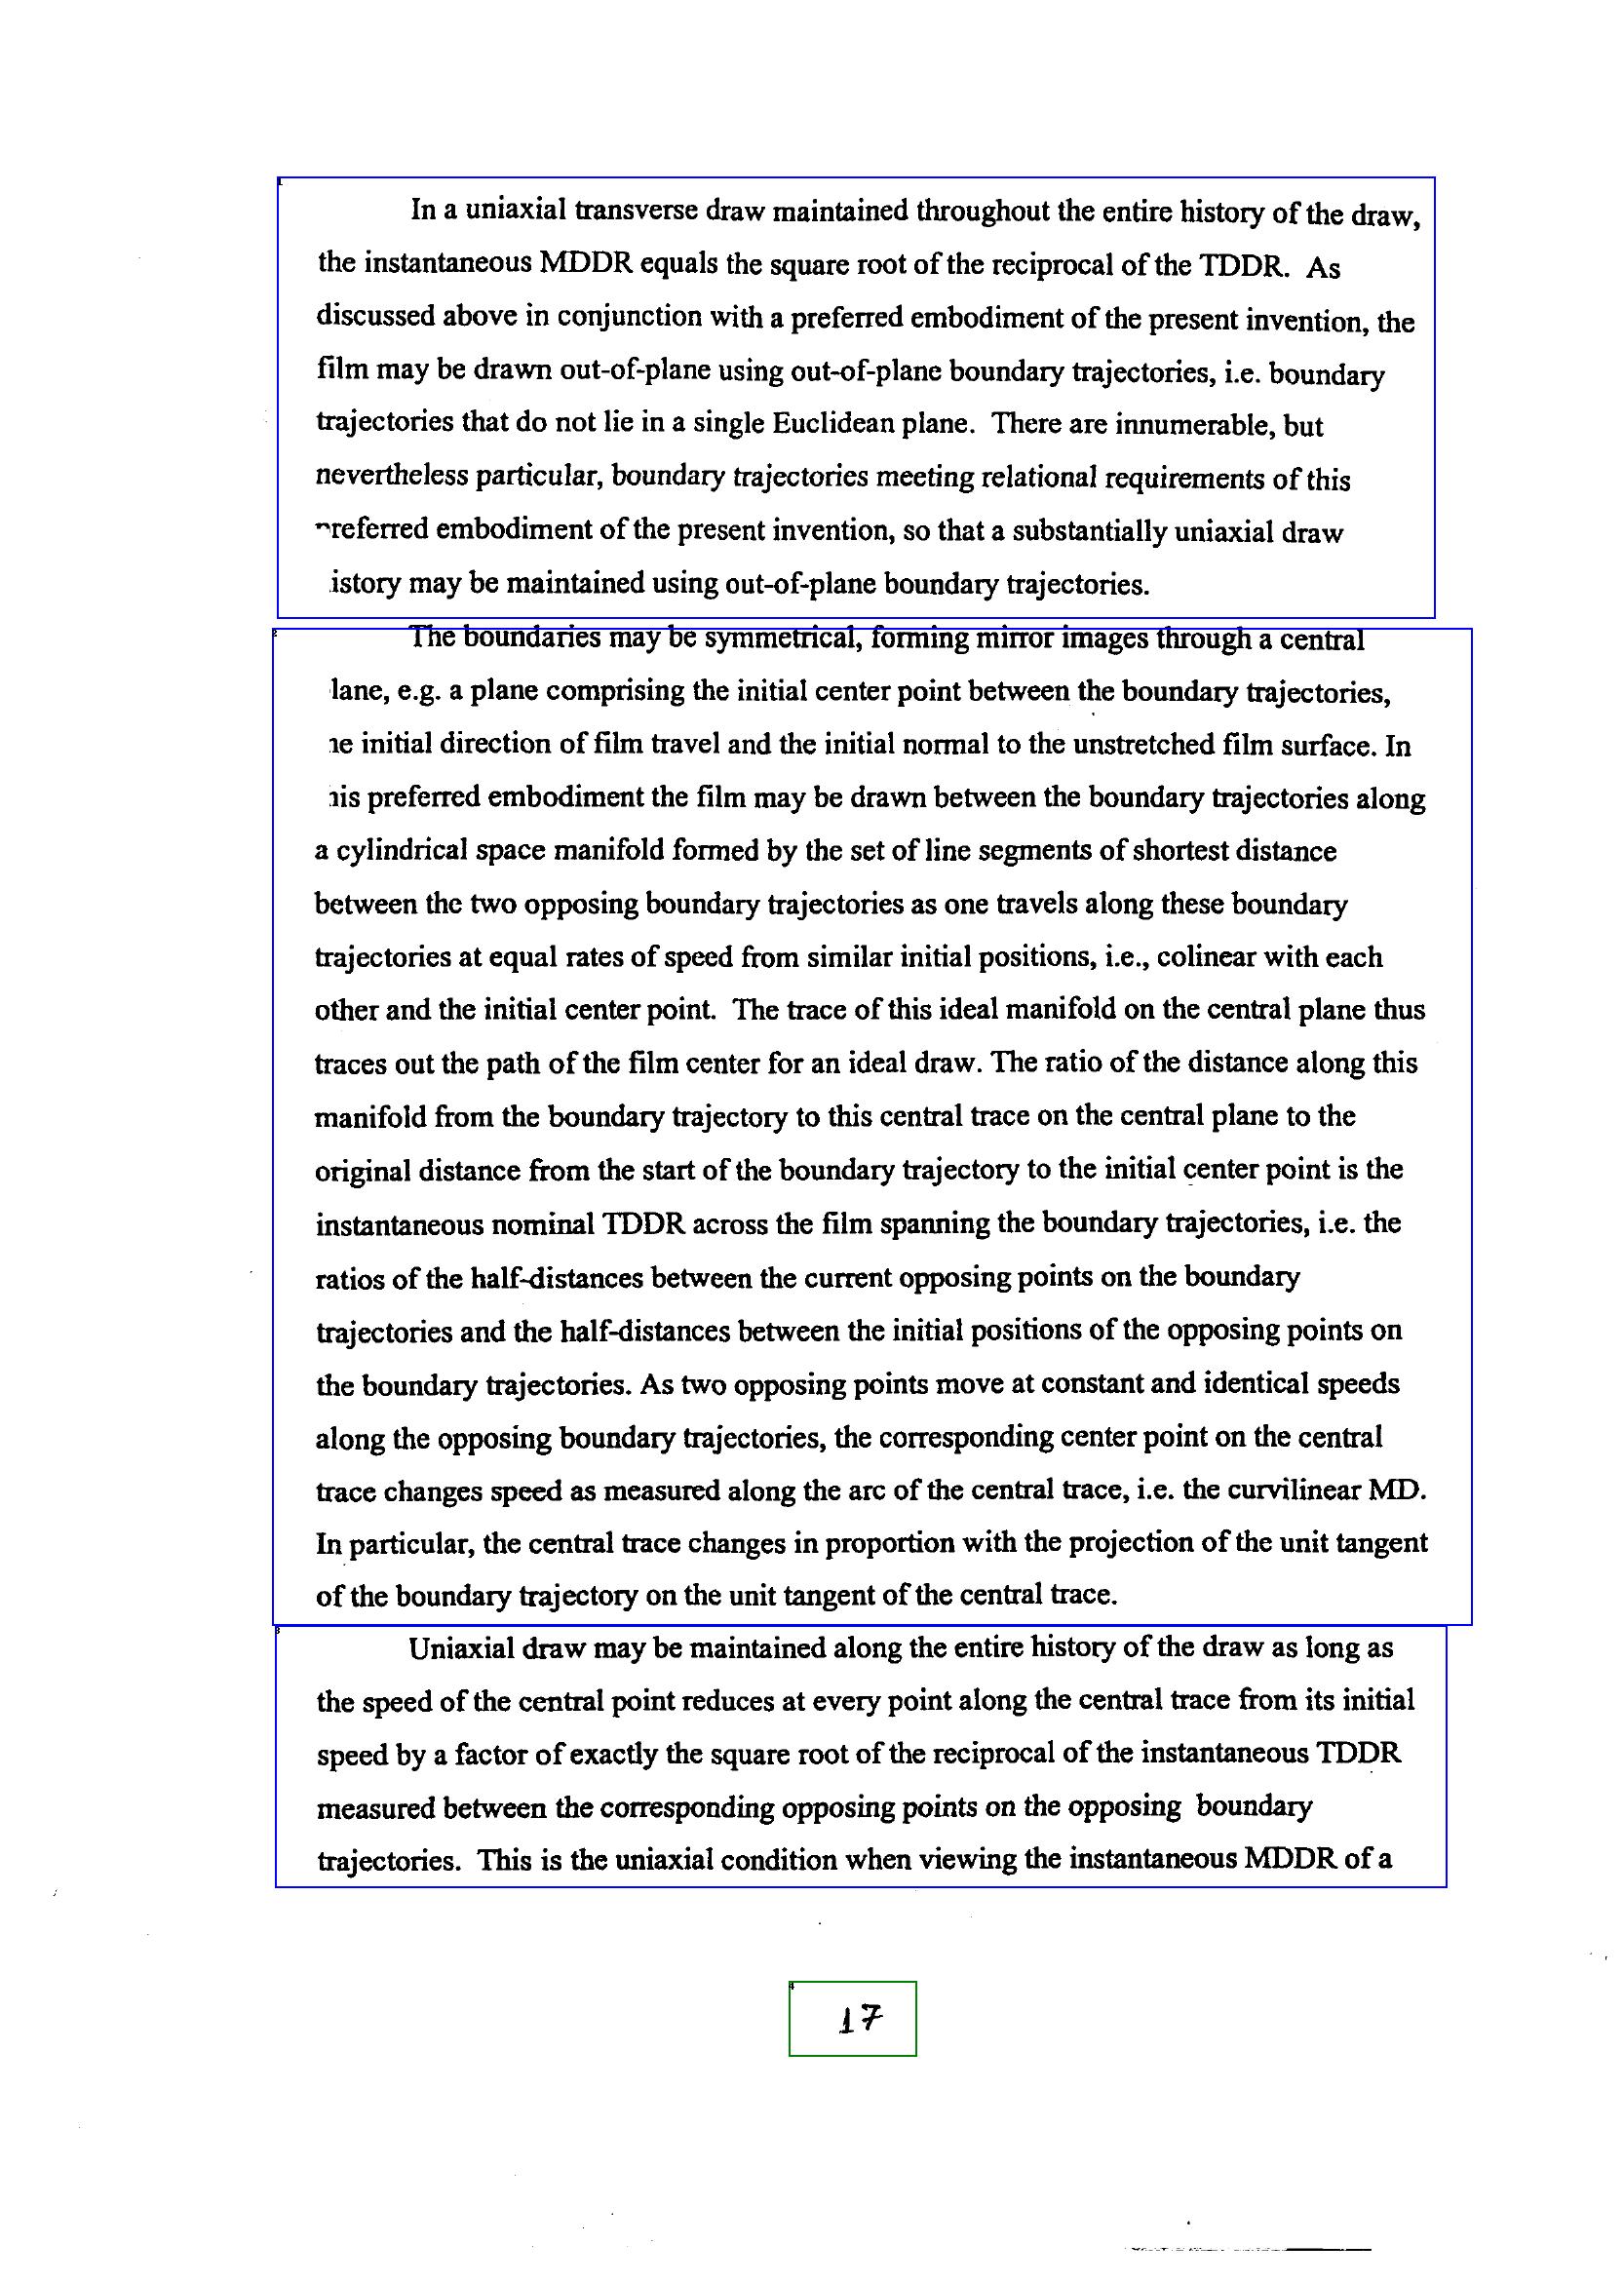 In a uniaxial transverse draw maintained throughout the entire history of the draw,
the instantaneous MDDR equals the square root of the reciprocal of the TDDR. As
discussed above in conjunction with a preferred embodiment of the present invention, the
film may be drawn out-of-plane using out-of-plane boundary trajectories, i.e. boundary
trajectories that do not lie in a single Euclidean plane. There are innumerable, but
nevertheless particular, boundary trajectories meeting relational requirements of this
referred embodiment of the present invention, so that a substantially uniaxial draw
istory may be maintained using out-of-plane boundary trajectories.
The boundaries may be symmetrical, forming mirror images through a central
lane, e.g. a plane comprising the initial center point between the boundary trajectories,
e initial direction of film travel and the initial normal to the unstretched film surface. In
is preferred embodiment the film may be drawn between the boundary trajectories along
a cylindrical space manifold formed by the set of line segments of shortest distance
between the two opposing boundary trajectories as one travels along these boundary
trajectories at equal rates of speed from similar initial positions, i.e., colinear with each
other and the initial center point. The trace of this ideal manifold on the central plane thus
traces out the path of the film center for an ideal draw. The ratio of the distance along this
manifold from the boundary trajectory to this central trace on the central plane to the
original distance from the start of the boundary trajectory to the initial center point is the
instantaneous nominal TDDR across the film spanning the boundary trajectories, i.e. the
ratios of the half-distances between the current opposing points on the boundary
trajectories and the half-distances between the initial positions of the opposing points on
the boundary trajectories. As two opposing points move at constant and identical speeds
along the opposing boundary trajectories, the corresponding center point on the central
trace changes speed as measured along the arc of the central trace, i.e. the curvilinear MD.
In particular, the central trace changes in proportion with the projection of the unit tangent
of the boundary trajectory on the unit tangent of the central trace.
Uniaxial draw may be maintained along the entire history of the draw as long as
the speed of the central point reduces at every point along the central trace from its initial
speed by a factor of exactly the square root of the reciprocal of the instantaneous TDDR
measured between the corresponding opposing points on the opposing boundary
trajectories. This is the uniaxial condition when viewing the instantaneous MDDR of a
17